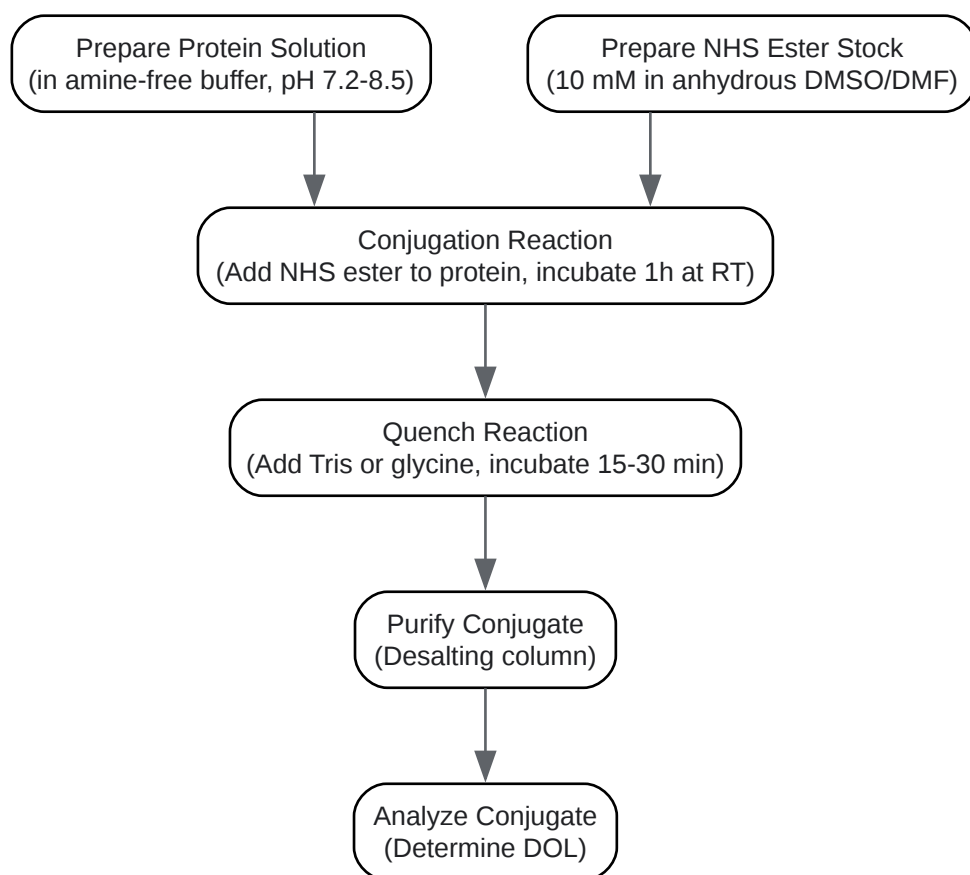 Prepare Protein Solution
(in amine-free buffer, pH 7.2-8.5)
Prepare NHS Ester Stock
(10 mM in anhydrous DMSO/DMF)
Conjugation Reaction
(Add NHS ester to protein, incubate 1h at RT)
Quench Reaction
(Add Tris or glycine, incubate 15-30 min)
Purify Conjugate
(Desalting column)
Analyze Conjugate
(Determine DOL)